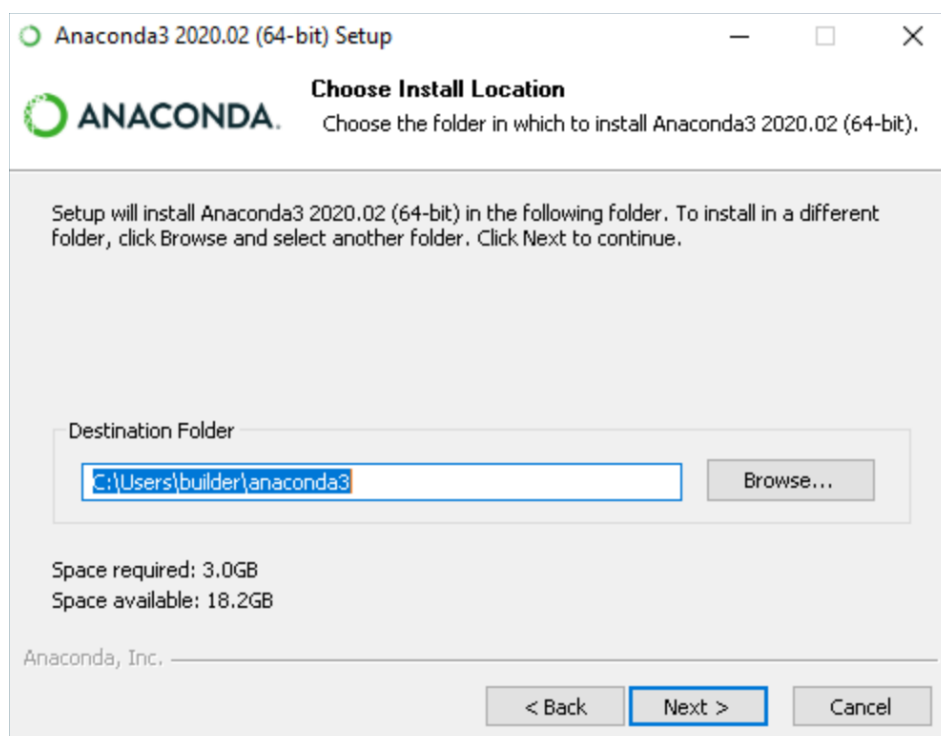 Anaconda3 2020.02 (64-bit) Setup
ANACONDA.
Choose Install Location
Choose the folder in which to install Anaconda3 2020.02 (64-bit).
Setup will install Anaconda3 2020.02 (64-bit) in the following folder. To install in a different
folder, click Browse and select another folder. Click Next to continue.
Destination Folder
C:\Users\builder\anaconda3
Browse...
Space required: 3.0GB
Space available: 18.2GB
Anaconda, Inc.
< Back
Next >
Cancel